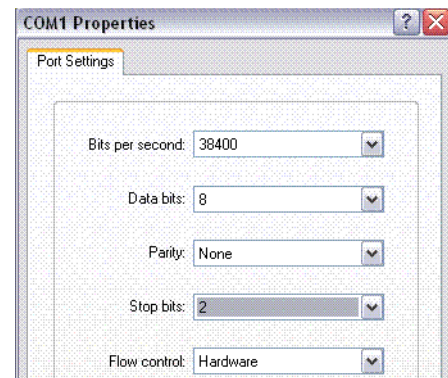 COM1 Properties
Port Settings
Bits per second: 38400
Data bits: 8
Parity: None
Stop bits: 2
Flow control: Hardware